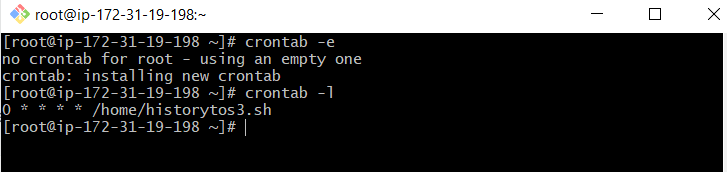 root@ip-172-31-19-198:~
[root@ip-172-31-19-198 ~]# crontab -e
no crontab for root - using an empty one
crontab: installing new crontab
[root@ip-172-31-19-198 ~]# crontab -l
0 * * * * /home/historytos3.sh
[root@ip-172-31-19-198 ~]#